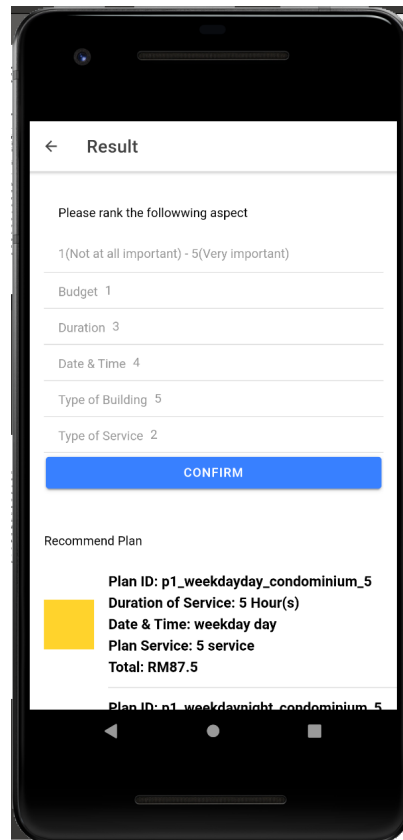 Result
Please rank the followwing aspect
1(Not at all important) - 5(Very important)
Budget 1
Duration 3
Date & Time 4
Type of Building 5
Type of Service 2
CONFIRM
Recommend Plan
Plan ID: p1_weekdayday_condominium_5
Duration of Service: 5 Hour(s)
Date & Time: weekday day
Plan Service: 5 service
Total: RM87.5
Plan ID: p1_weekdaynight_condominium_5